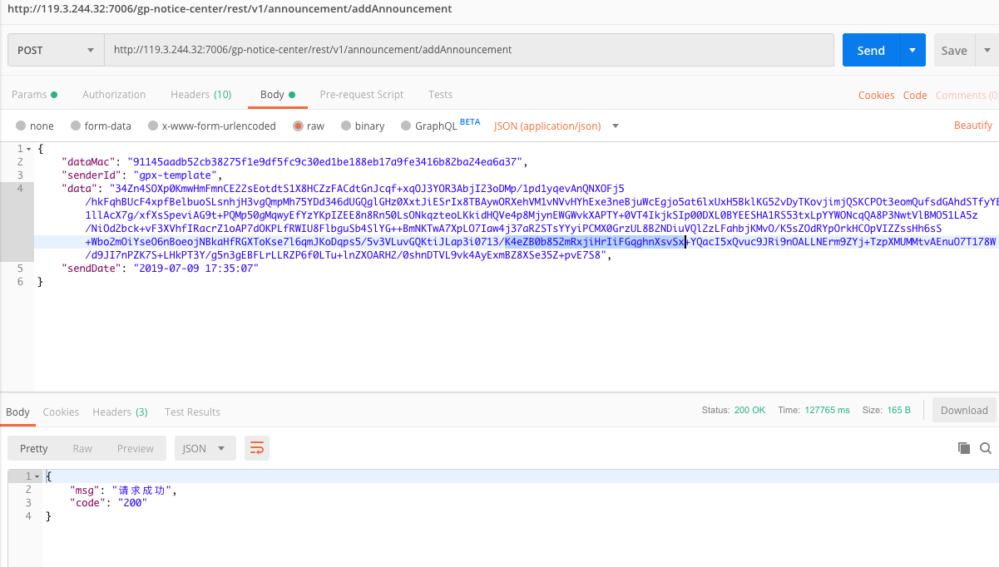 http://119.3.244.32:7006/gp-notice-center/rest/v1/announcement/addAnnouncement
POST http://119.3.244.32:7006/gp-notice-center/rest/v1/announcement/addAnnouncement Send Save
Params Authorization Headers (10) Body Pre-request Script Tests Cookies Code Comments (0)
none form-data x-www-form-urlencoded raw binary GraphQL BETA JSON (application/json) Beautify
1 {
2 "dataMac": "91145aadb52cb38275f1e9df5fc9c30ed1be188eb17a9fe3416b82ba24ea6a37",
3 "senderId": "gpx-template",
4 "data": "34Zn4SOXp0KmwHmFmnCE22sEotdtS1X8HCZzFACdtGnJcqf+xqOJ3YOR3AbjIZ3oDMp/1pd1yqevAnQNXOFj5
/hkFqhBUcF4xpfBelbuoSLsnhjH3vgQmpMh75YDd346dUGQglGHz0XxtJiESrIx8TBAywORXehVM1vNVvHYhExe3neBjuWcEgjo5at6lxUxH5BklKG52vDyTKovjimjQSKCPOt3eomQufsdGAhdSTfyYE
1llAcX7g/xfXsSpeviAG9t+PQMp50gMqwyEfYzYKpIZEE8n8Rn50LsONkqzteoLKkidHQVe4p8MjynEWGWvkXAPTY+0VT4IkjkSIp00DXL0BYEESHA1RS53txLpYYWONcqQA8P3NwtVlBMO51LA5z
/NiOd2bck+vF3XVhfIRacrZ1oAP7dOKPLfRWIU8FlbguSb4SlYG++BmNKTwA7XpLO7Iaw4j37aR2STsYYyiPCMX0GrzUL8B2NDiuVQl2zLFahbjKMvO/K5sZOdRYpOrkHCOpVIZZssHh6sS
+Wbo2mOiYseO6nBoeojNBkaHfRGXToKse7l6qmJKoDqps5/5v3VLuvGQKtiJLap3i0713/K4eZB0b85ZmRxjiHrIiFGqghnXsvSx+YQacI5xQvuc9JRi9nOALLNErm9ZYj+TzpXMUMMtvAEnuO7T178W
/d9JI7nPZK7S+LHkPT3Y/g5n3gEBFLrLLRZP6f0LTu+lnZXOARHZ/0shnDTVL9vk4AyExmBZ8XSe35Z+pvE7S8",
5 "sendDate": "2019-07-09 17:35:07"
6 }
Body Cookies Headers (3) Test Results Status: 200 OK Time: 127765 ms Size: 165 B Download
Pretty Raw Preview JSON
1 {
2 "msg": "请求成功",
3 "code": "200"
4 }